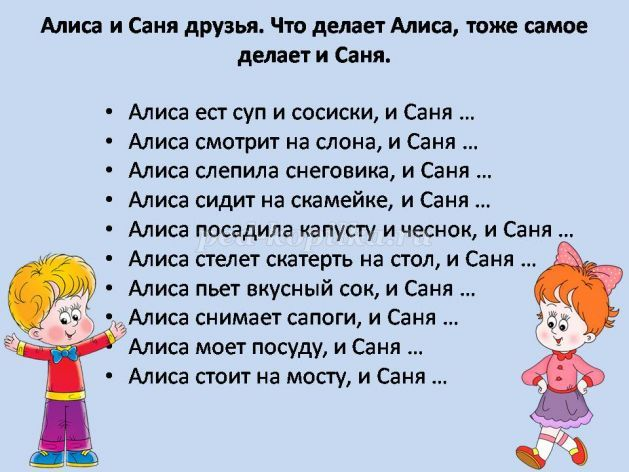 Алиса и Саня друзья. Что делает Алиса, тоже самое
делает и Саня.
• Алиса ест суп и сосиски, и Саня ...
• Алиса смотрит на слона, и Саня ...
• Алиса слепила снеговика, и Саня ...
• Алиса сидит на скамейке, и Саня ...
• Алиса посадила капусту и чеснок, и Саня ...
• Алиса стелет скатерть на стол, и Саня ...
• Алиса пьет вкусный сок, и Саня ...
• Алиса снимает сапоги, и Саня ...
• Алиса моет посуду, и Саня ...
• Алиса стоит на мосту, и Саня ...
ped-kopilka.ru